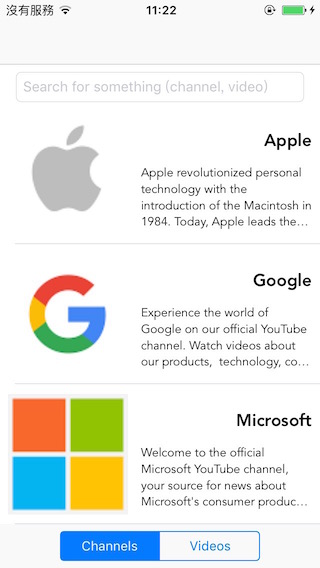 沒有服務 11:22
Search for something (channel, video)
Apple
Apple revolutionized personal
technology with the
introduction of the Macintosh in
1984. Today, Apple leads the…
Google
Experience the world of
Google on our official YouTube
channel. Watch videos about
our products,  technology, co…
Microsoft
Welcome to the official
Microsoft YouTube channel,
your source for news about
Microsoft's consumer produc…
Channels Videos